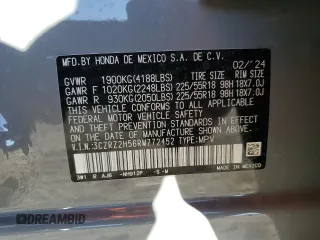 MFD. BY HONDA DE MEXICO S.A. DE C.V. 02/'24
GVWR 1900KG(4188LBS) TIRE SIZE RIM SIZE
GAWR F 1020KG(2248LBS) 225/55R18 98H 18X7.0J
GAWR R 930KG(2050LBS) 225/55R18 98H 18X7.0J
THIS VEHICLE CONFORMS TO ALL APPLICABLE
FEDERAL MOTOR VEHICLE SAFETY AND
THEFT PREVENTION STANDARDS IN EFFECT ON
THE DATE OF MANUFACTURE SHOWN ABOVE.
V.I.N.:3CZRZ2H56RM772452 TYPE:MPV
3W1 R AJ6 -NH912P -S -M
MADE IN
MEXICO